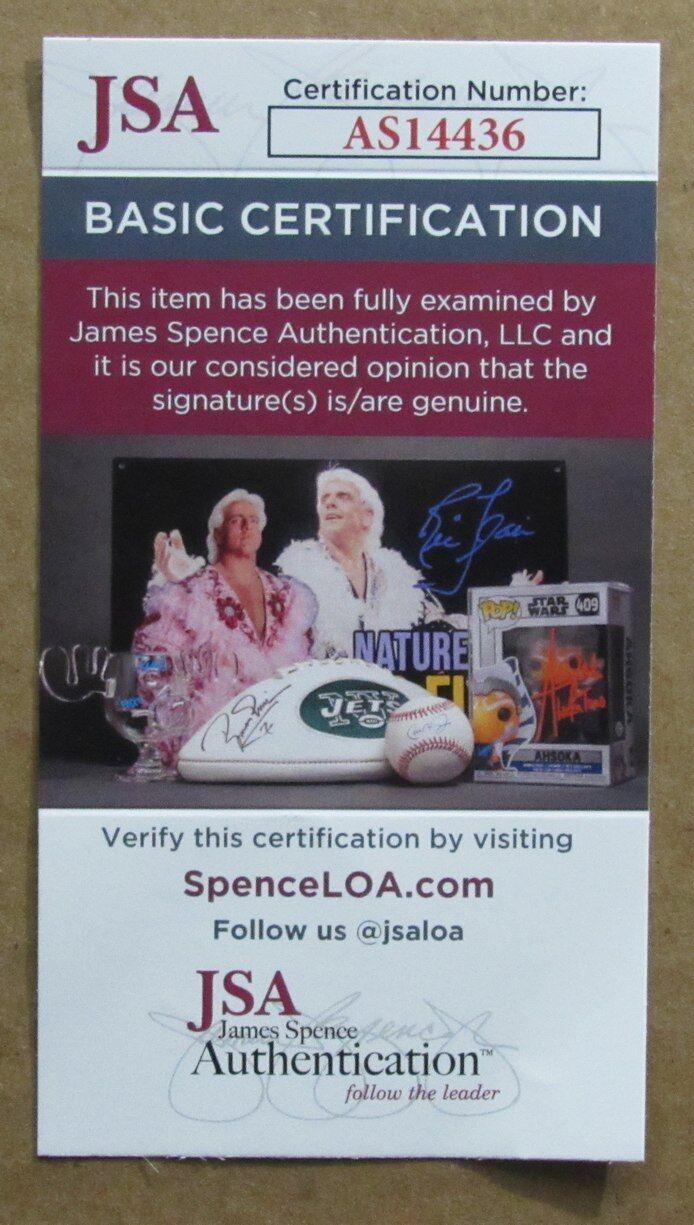 JSA
Certification Number:
AS14436
BASIC CERTIFICATION
This item has been fully examined by
James Spence Authentication, LLC and
it is our considered opinion that the
signature(s) is/are genuine.
NATURE
POP!
STAR
WARS
409
JETS
AHSOKA
Verify this certification by visiting
SpenceLOA.com
Follow us @jsaloa
JSA
James Spence
Authentication™
follow the leader